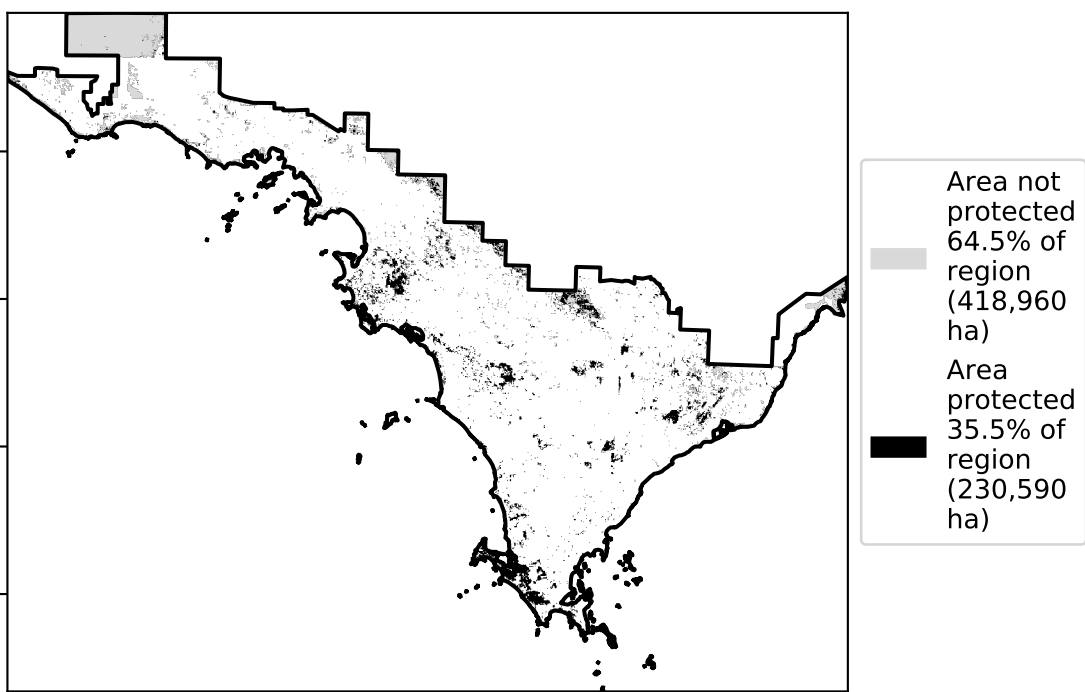 Area not
protected
64.5% of
region
(418,960
ha)
Area
protected
35.5% of
region
(230,590
ha)